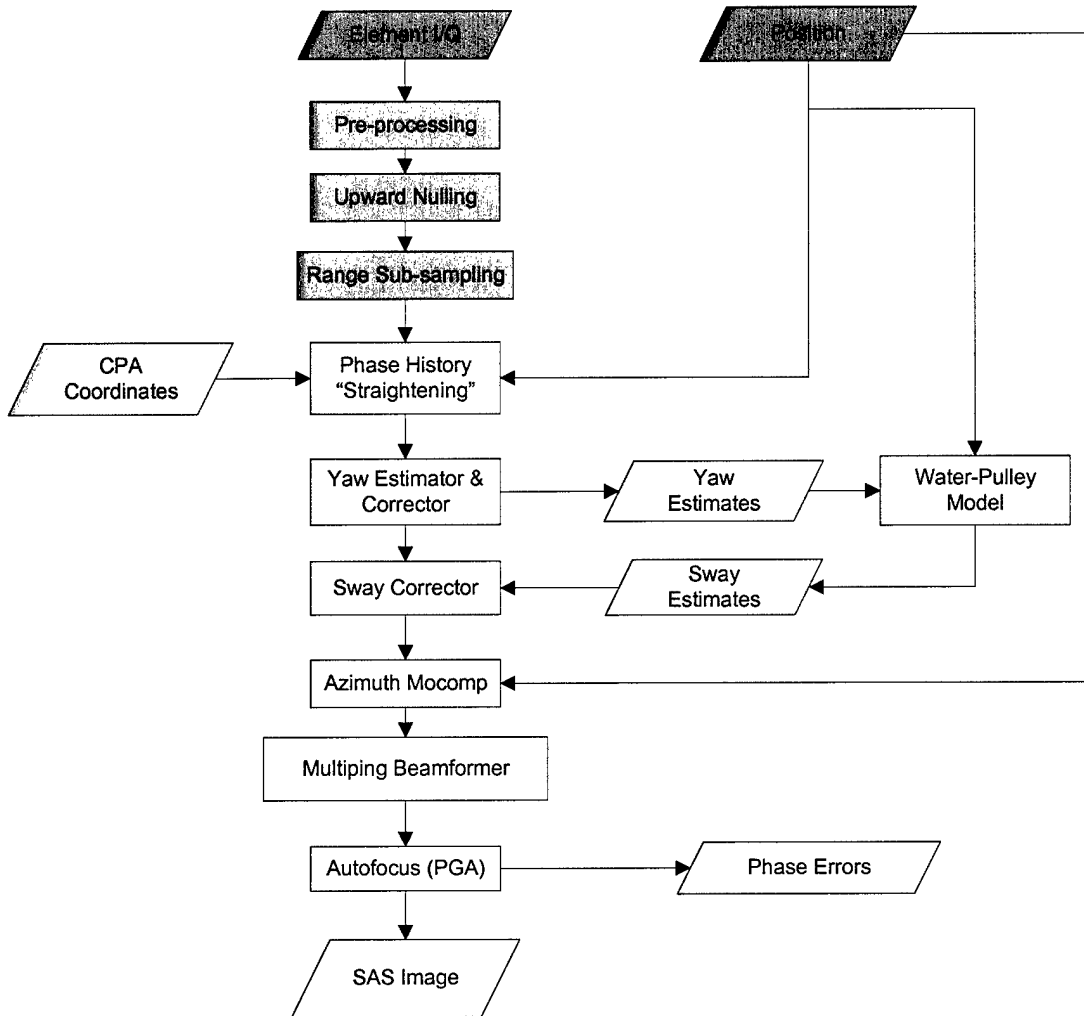 Element I/Q
Position
Pre-processing
Upward Nulling
Range Sub-sampling
CPA
Coordinates
Phase History
“Straightening”
Yaw Estimator &
Corrector
Yaw
Estimates
Water-Pulley
Model
Sway Corrector
Sway
Estimates
Azimuth Mocomp
Multiping Beamformer
Autofocus (PGA)
Phase Errors
SAS Image